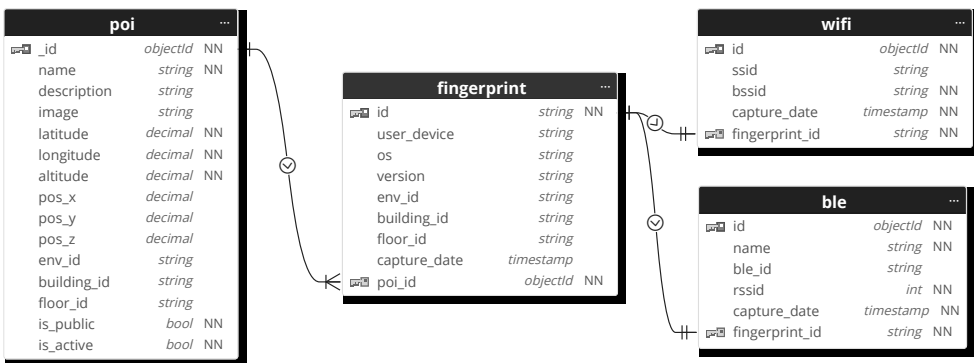 poi ...
_id objectId NN
name string NN
description string
image string
latitude decimal NN
longitude decimal NN
altitude decimal NN
pos_x decimal
pos_y decimal
pos_z decimal
env_id string
building_id string
floor_id string
is_public bool NN
is_active bool NN
fingerprint ...
id string NN
user_device string
os string
version string
env_id string
building_id string
floor_id string
capture_date timestamp
poi_id objectId NN
wifi ...
id objectId NN
ssid string
bssid string NN
capture_date timestamp NN
fingerprint_id string NN
ble ...
id objectId NN
name string NN
ble_id string
rssid int NN
capture_date timestamp NN
fingerprint_id string NN